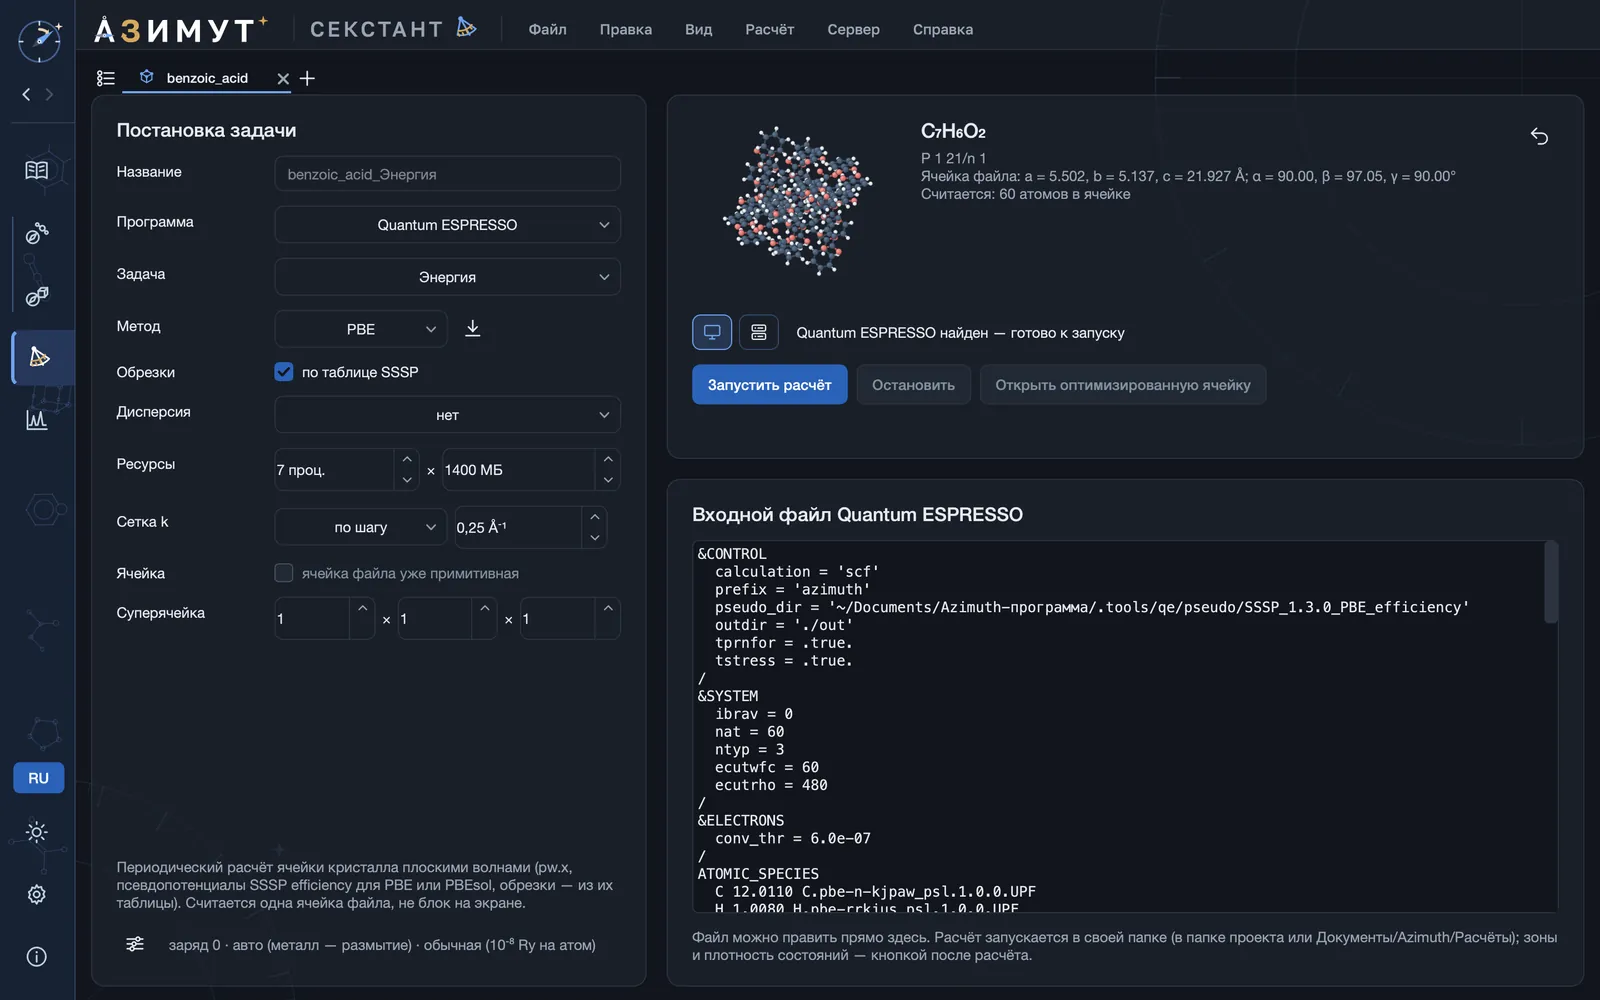 АЗИМУТ
СЕКСТАНТ
Файл
Правка
Вид
Расчёт
Сервер
Справка
benzoic_acid
Постановка задачи
Название
benzoic_acid_Энергия
Программа
Quantum ESPRESSO
Задача
Энергия
Метод
PBE
Обрезки
по таблице SSSP
Дисперсия
нет
Ресурсы
7 проц.
×
1400 МБ
Сетка k
по шагу
0,25 Å⁻¹
Ячейка
ячейка файла уже примитивная
Суперячейка
1 × 1 × 1
Периодический расчёт ячейки кристалла плоскими волнами (pw.x,
псевдопотенциалы SSSP efficiency для PBE или PBEsol, обрезки — из их
таблицы). Считается одна ячейка файла, не блок на экране.
заряд 0 · авто (металл — размытие) · обычная (10⁻⁸ Ry на атом)
RU
C₇H₆O₂
P 1 21/n 1
Ячейка файла: a = 5.502, b = 5.137, c = 21.927 Å; α = 90.00, β = 97.05, γ = 90.00°
Считается: 60 атомов в ячейке
Quantum ESPRESSO найден — готово к запуску
Запустить расчёт
Остановить
Открыть оптимизированную ячейку
Входной файл Quantum ESPRESSO
&CONTROL
  calculation = 'scf'
  prefix = 'azimuth'
  pseudo_dir = '~/Documents/Azimuth-программа/.tools/qe/pseudo/SSSP_1.3.0_PBE_efficiency'
  outdir = './out'
  tprnfor = .true.
  tstress = .true.
/
&SYSTEM
  ibrav = 0
  nat = 60
  ntyp = 3
  ecutwfc = 60
  ecutrho = 480
/
&ELECTRONS
  conv_thr = 6.0e-07
/
ATOMIC_SPECIES
  C 12.0110 C.pbe-n-kjpaw_psl.1.0.0.UPF
  H 1.0080 H.pbe-rrkjus_psl.1.0.0.UPF
Файл можно править прямо здесь. Расчёт запускается в своей папке (в папке проекта или Документы/Azimuth/Расчёты); зоны
и плотность состояний — кнопкой после расчёта.